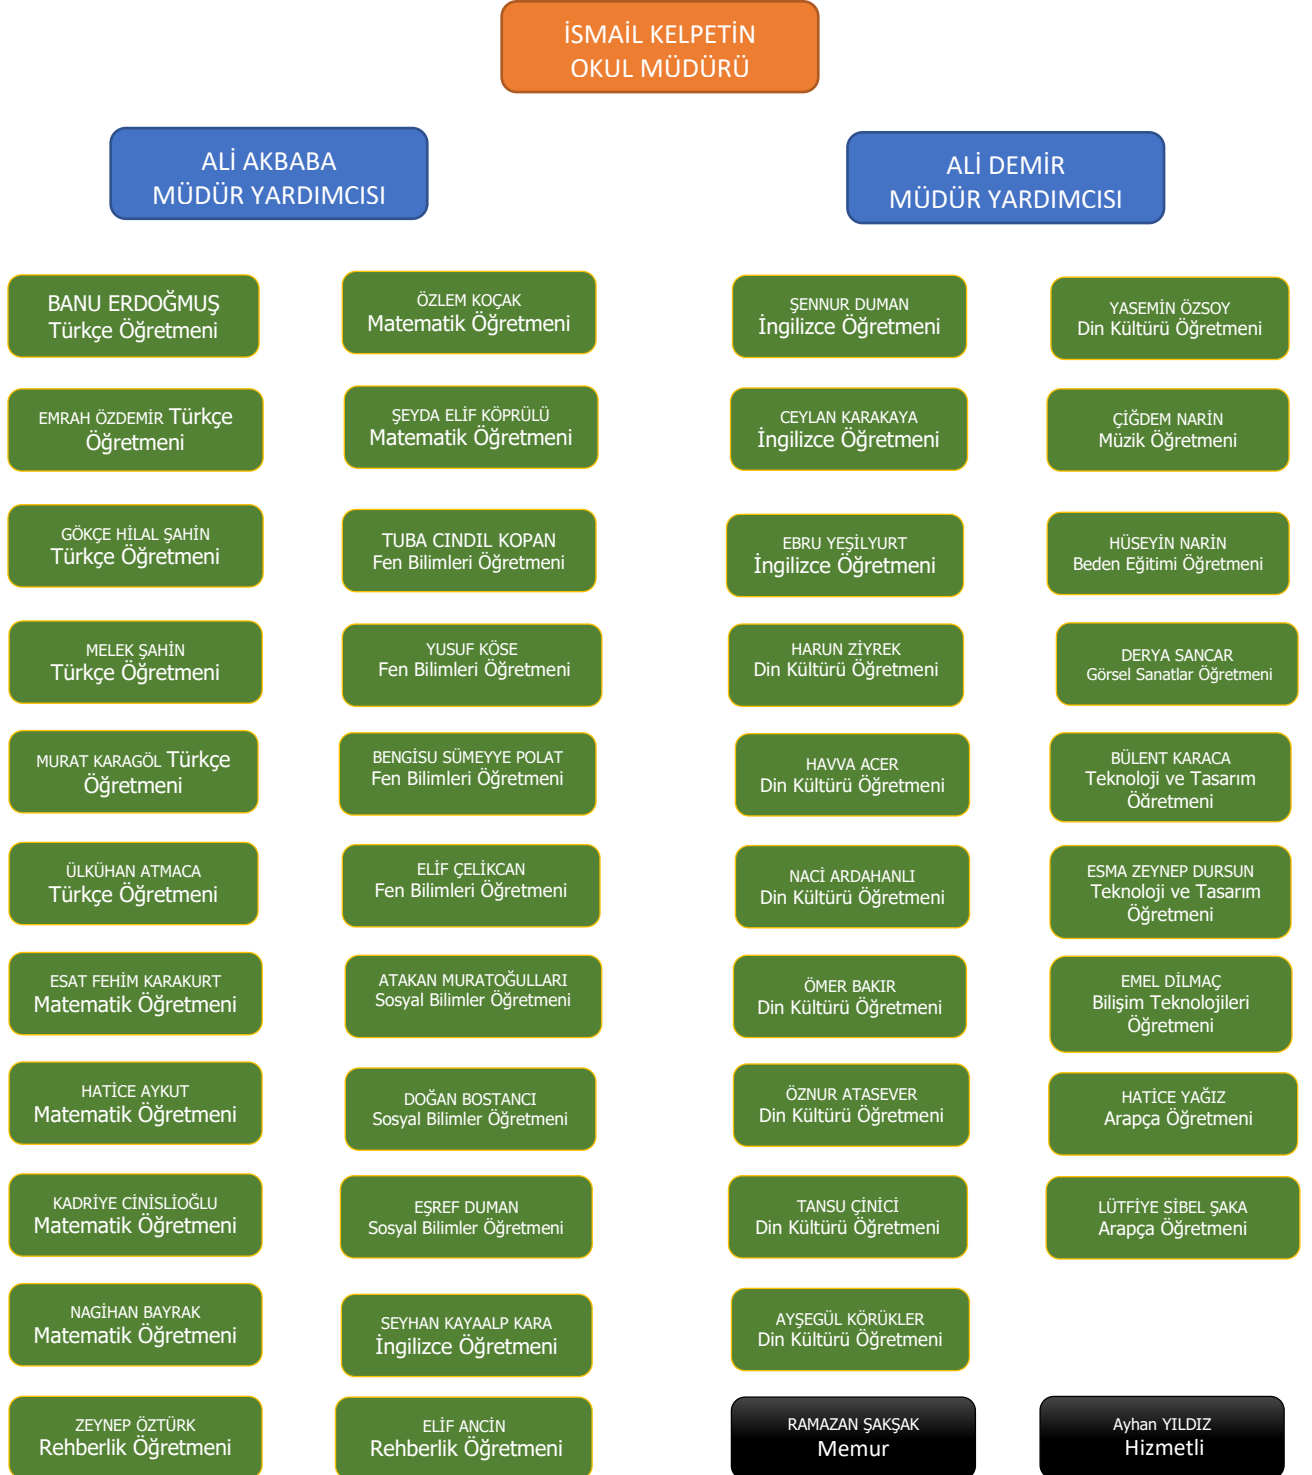 İSMAİL KELPETİN
OKUL MÜDÜRÜ
ALİ AKBABA
MÜDÜR YARDIMCISI
ALİ DEMİR
MÜDÜR YARDIMCISI
BANU ERDOĞMUŞ
Türkçe Öğretmeni
ÖZLEM KOÇAK
Matematik Öğretmeni
ŞENNUR DUMAN
İngilizce Öğretmeni
YASEMİN ÖZSOY
Din Kültürü Öğretmeni
EMRAH ÖZDEMİR Türkçe
Öğretmeni
ŞEYDA ELİF KÖPRÜLÜ
Matematik Öğretmeni
CEYLAN KARAKAYA
İngilizce Öğretmeni
ÇİĞDEM NARİN
Müzik Öğretmeni
GÖKÇE HİLAL ŞAHİN
Türkçe Öğretmeni
TUBA CINDIL KOPAN
Fen Bilimleri Öğretmeni
EBRU YEŞİLYURT
İngilizce Öğretmeni
HÜSEYİN NARİN
Beden Eğitimi Öğretmeni
MELEK ŞAHİN
Türkçe Öğretmeni
YUSUF KÖSE
Fen Bilimleri Öğretmeni
HARUN ZİYREK
Din Kültürü Öğretmeni
DERYA SANCAR
Görsel Sanatlar Öğretmeni
MURAT KARAGÖL Türkçe
Öğretmeni
BENGİSU SÜMEYYE POLAT
Fen Bilimleri Öğretmeni
HAVVA ACER
Din Kültürü Öğretmeni
BÜLENT KARACA
Teknoloji ve Tasarım
Öğretmeni
ÜLKÜHAN ATMACA
Türkçe Öğretmeni
ELİF ÇELİKCAN
Fen Bilimleri Öğretmeni
NACİ ARDAHANLI
Din Kültürü Öğretmeni
ESMA ZEYNEP DURSUN
Teknoloji ve Tasarım
Öğretmeni
ESAT FEHİM KARAKURT
Matematik Öğretmeni
ATAKAN MURATOĞULLARI
Sosyal Bilimler Öğretmeni
ÖMER BAKIR
Din Kültürü Öğretmeni
EMEL DİLMAÇ
Bilişim Teknolojileri
Öğretmeni
HATİCE AYKUT
Matematik Öğretmeni
DOĞAN BOSTANCI
Sosyal Bilimler Öğretmeni
ÖZNUR ATASEVER
Din Kültürü Öğretmeni
HATİCE YAĞIZ
Arapça Öğretmeni
KADRİYE CİNİSLİOĞLU
Matematik Öğretmeni
EŞREF DUMAN
Sosyal Bilimler Öğretmeni
TANSU ÇİNİCİ
Din Kültürü Öğretmeni
LÜTFİYE SİBEL ŞAKA
Arapça Öğretmeni
NAGİHAN BAYRAK
Matematik Öğretmeni
SEYHAN KAYAALP KARA
İngilizce Öğretmeni
AYŞEGÜL KÖRÜKLER
Din Kültürü Öğretmeni
ZEYNEP ÖZTÜRK
Rehberlik Öğretmeni
ELİF ANCİN
Rehberlik Öğretmeni
RAMAZAN ŞAKŞAK
Memur
Ayhan YILDIZ
Hizmetli